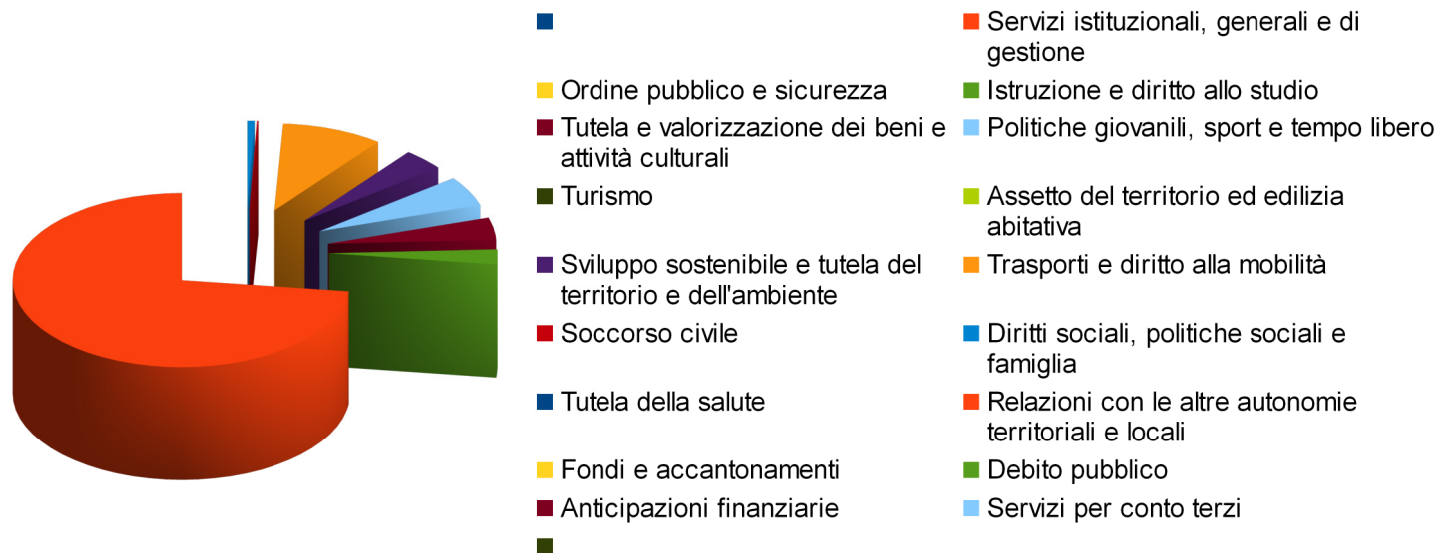 Servizi istituzionali, generali e di
gestione
Ordine pubblico e sicurezza
Istruzione e diritto allo studio
Tutela e valorizzazione dei beni e
attività culturali
Politiche giovanili, sport e tempo libero
Turismo
Assetto del territorio ed edilizia
abitativa
Sviluppo sostenibile e tutela del
territorio e dell'ambiente
Trasporti e diritto alla mobilità
Soccorso civile
Diritti sociali, politiche sociali e
famiglia
Tutela della salute
Relazioni con le altre autonomie
territoriali e locali
Fondi e accantonamenti
Debito pubblico
Anticipazioni finanziarie
Servizi per conto terzi